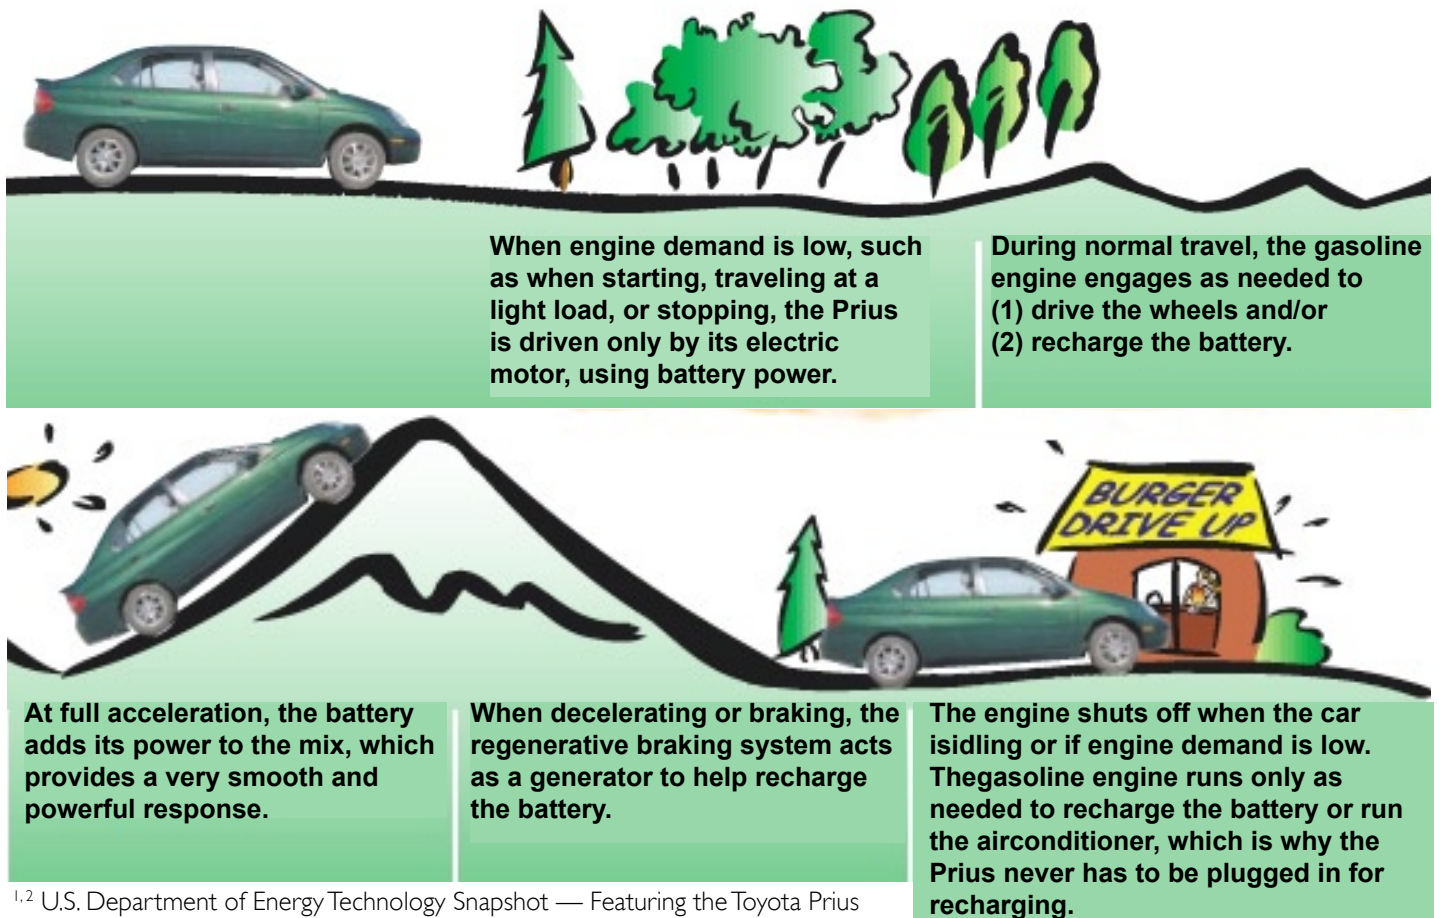 When engine demand is low, such
as when starting, traveling at a
light load, or stopping, the Prius
is driven only by its electric
motor, using battery power.
During normal travel, the gasoline
engine engages as needed to
(1) drive the wheels and/or
(2) recharge the battery.
BURGER
DRIVE UP
At full acceleration, the battery
adds its power to the mix, which
provides a very smooth and
powerful response.
When decelerating or braking, the
regenerative braking system acts
as a generator to help recharge
the battery.
The engine shuts off when the car
isidling or if engine demand is low.
Thegasoline engine runs only as
needed to recharge the battery or run
the airconditioner, which is why the
Prius never has to be plugged in for
recharging.
1, 2 U.S. Department of Energy Technology Snapshot — Featuring the Toyota Prius